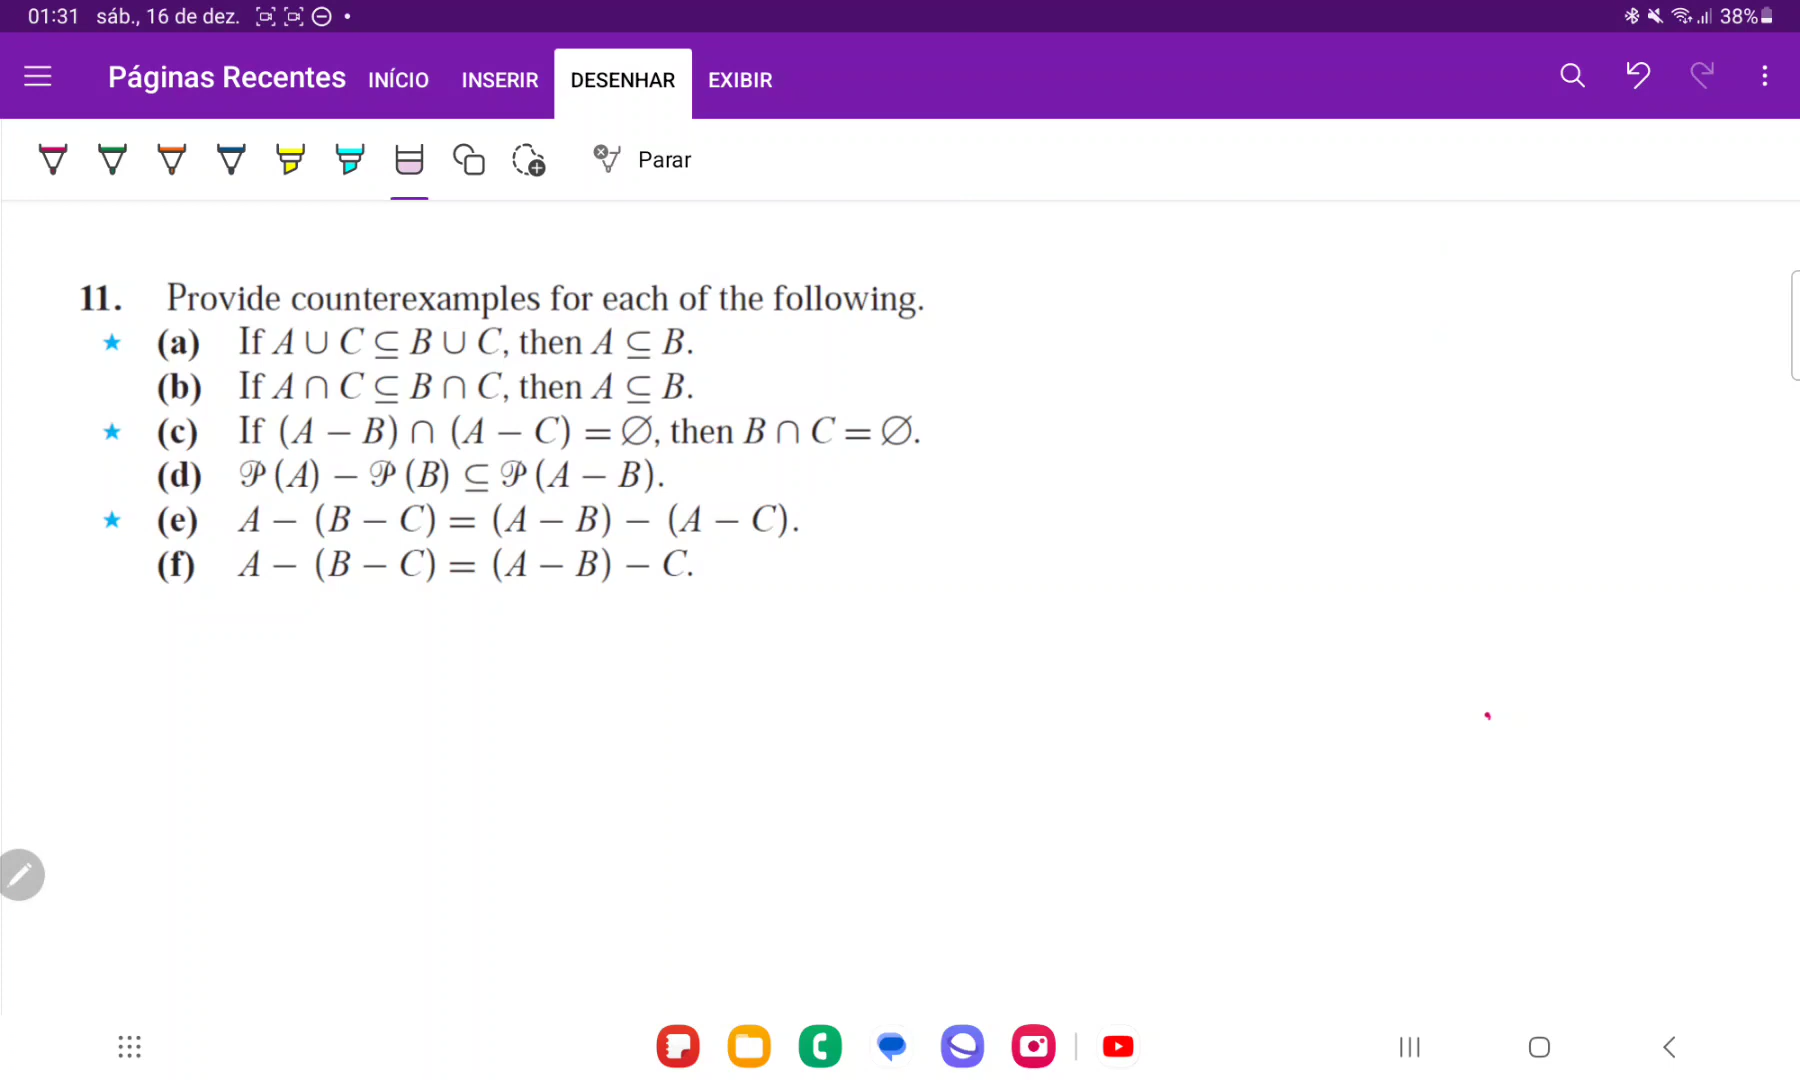 01:31 sáb., 16 de dez. • 38%
Páginas Recentes INÍCIO INSERIR DESENHAR EXIBIR
Parar
11. Provide counterexamples for each of the following.
★ (a) If A ∪ C ⊆ B ∪ C, then A ⊆ B.
(b) If A ∩ C ⊆ B ∩ C, then A ⊆ B.
★ (c) If (A − B) ∩ (A − C) = ∅, then B ∩ C = ∅.
(d) 𝒫(A) − 𝒫(B) ⊆ 𝒫(A − B).
★ (e) A − (B − C) = (A − B) − (A − C).
(f) A − (B − C) = (A − B) − C.